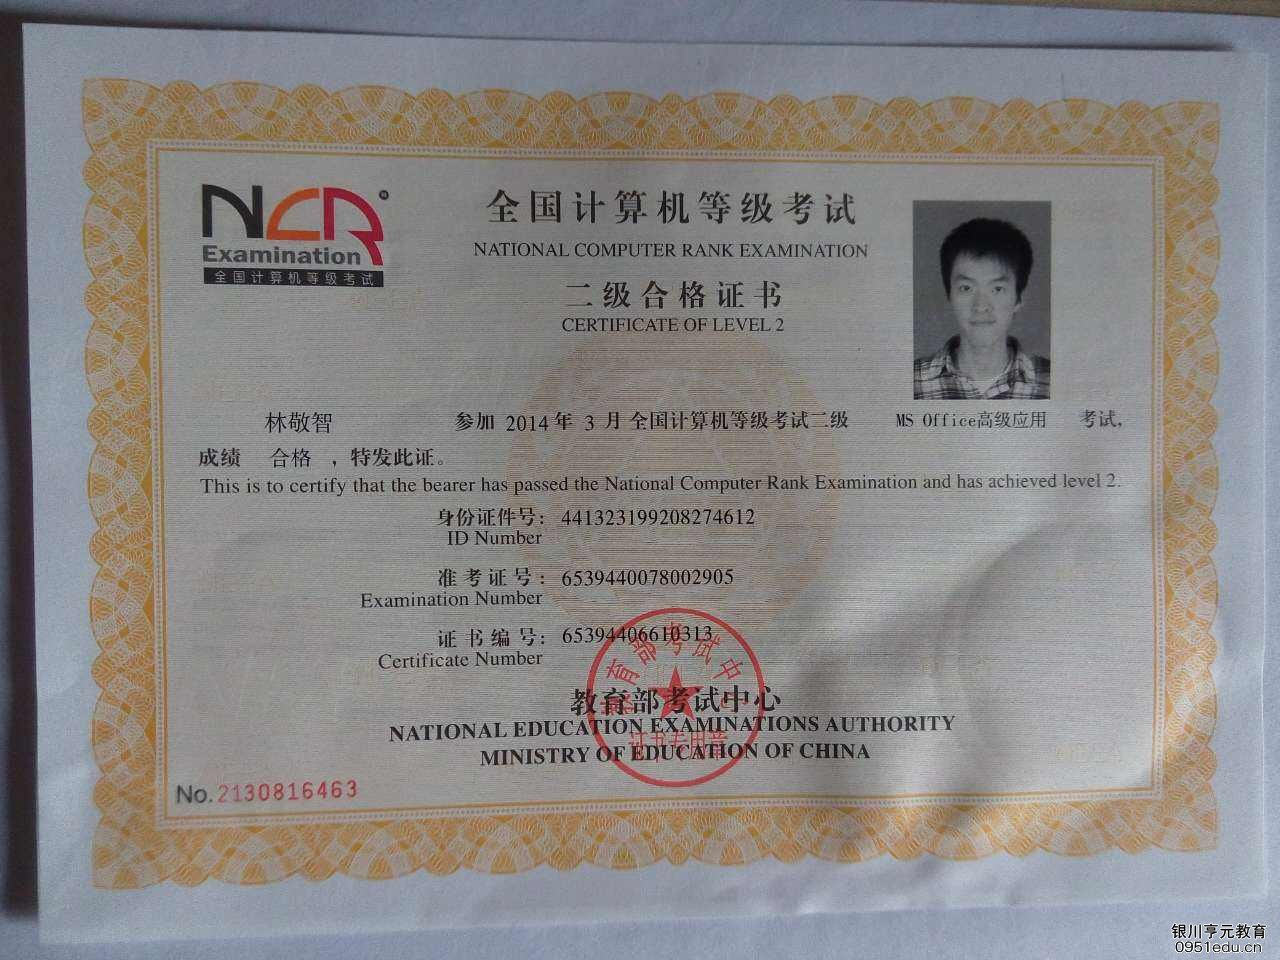 NCR®
Examination
全国计算机等级考试
全国计算机等级考试
NATIONAL COMPUTER RANK EXAMINATION
二级合格证书
CERTIFICATE OF LEVEL 2
林敬智 参加 2014 年 3 月 全国计算机等级考试二级 MS Office高级应用 考试,
成绩 合格 ,特发此证。
This is to certify that the bearer has passed the National Computer Rank Examination and has achieved level 2.
身份证件号: 441323199208274612
ID Number
准考证号: 6539440078002905
Examination Number
证书编号: 65394406610313
Certificate Number
教育部考试中心
NATIONAL EDUCATION EXAMINATIONS AUTHORITY
MINISTRY OF EDUCATION OF CHINA
教育部考试中心
证书专用章
No.2130816463
银川亨元教育
0951edu.cn